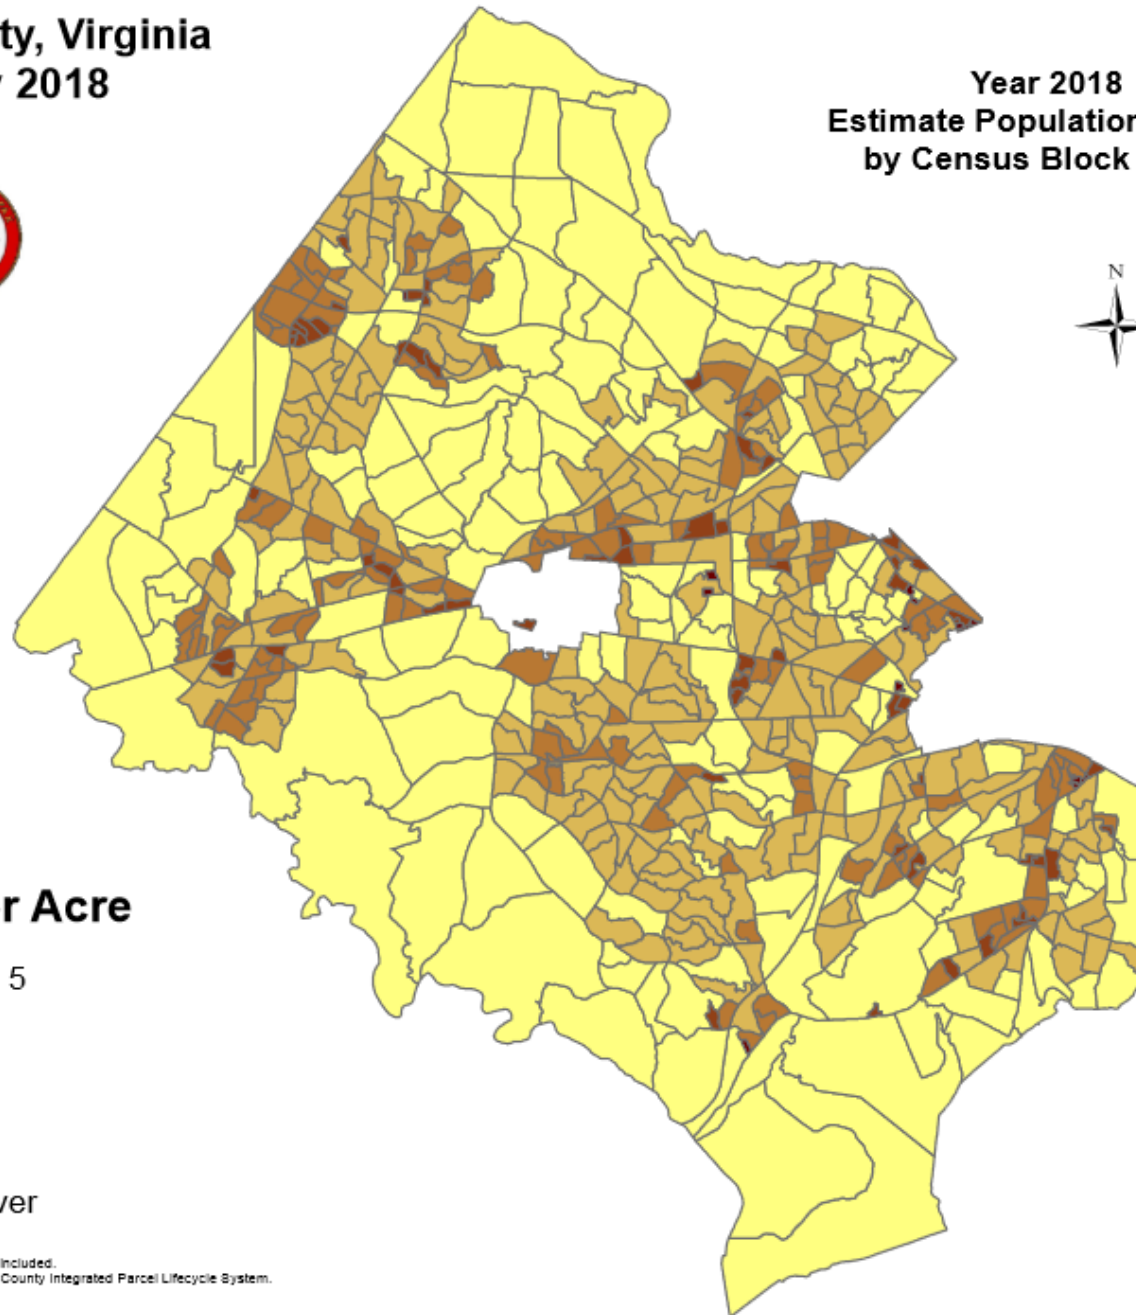 ty, Virginia
y 2018
Year 2018
Estimate Population
by Census Block
N
r Acre
5
ver
included.
County Integrated Parcel Lifecycle System.